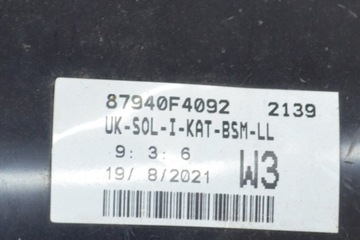 87940F4092 2139
UK-SOL-I-KAT-BSM-LL
9: 3: 6
19/ 8/2021 W3